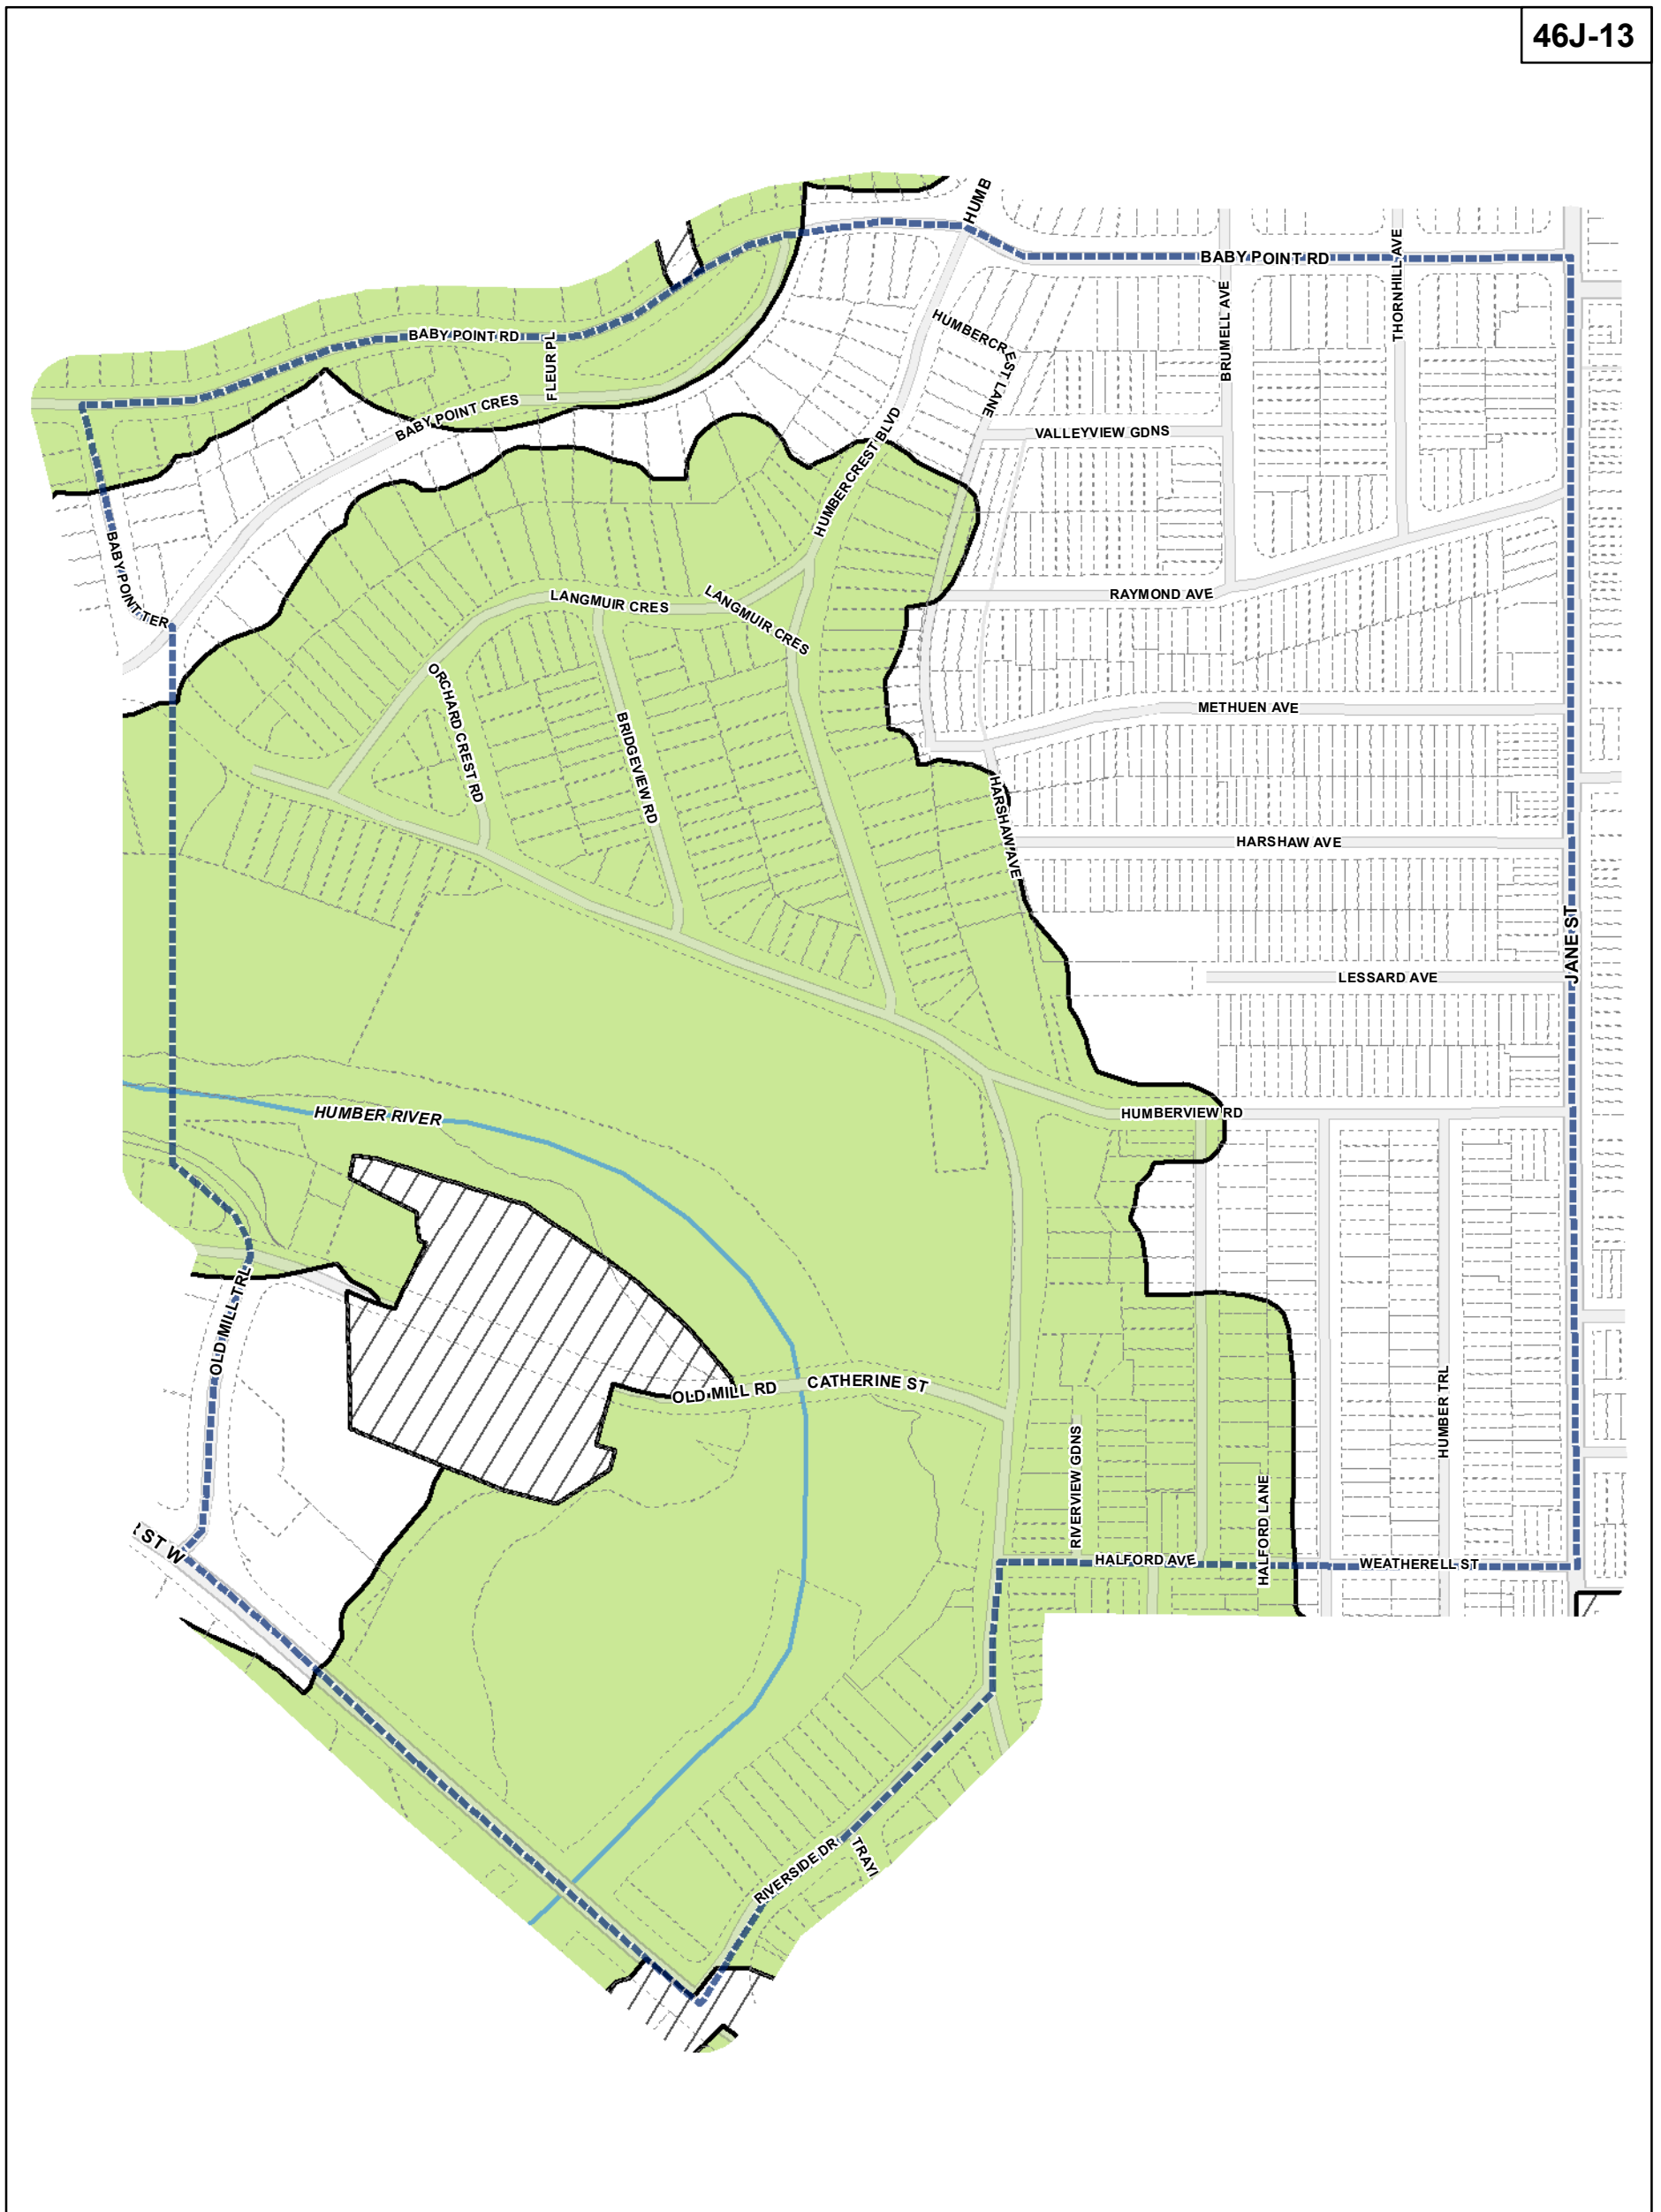 46J-13
HUMB
BABY POINT RD
THORNHILL AVE
BRUMELL AVE
HUMBERCREST LANE
BABY POINT RD
FLEUR PL
BABY POINT CRES
HUMBERCREST BLVD
VALLEYVIEW GDNS
BABY POINT TER
LANGMUIR CRES
LANGMUIR CRES
RAYMOND AVE
ORCHARD CREST RD
BRIDGEVIEW RD
METHUEN AVE
HARSHAW AVE
HARSHAW AVE
JANE ST
LESSARD AVE
HUMBER RIVER
HUMBERVIEW RD
OLD MILL TRL
OLD MILL RD
CATHERINE ST
HUMBER TRL
RIVERVIEW GDNS
HALFORD LANE
ST W
HALFORD AVE
WEATHERELL ST
RIVERSIDE DR
TRAYI